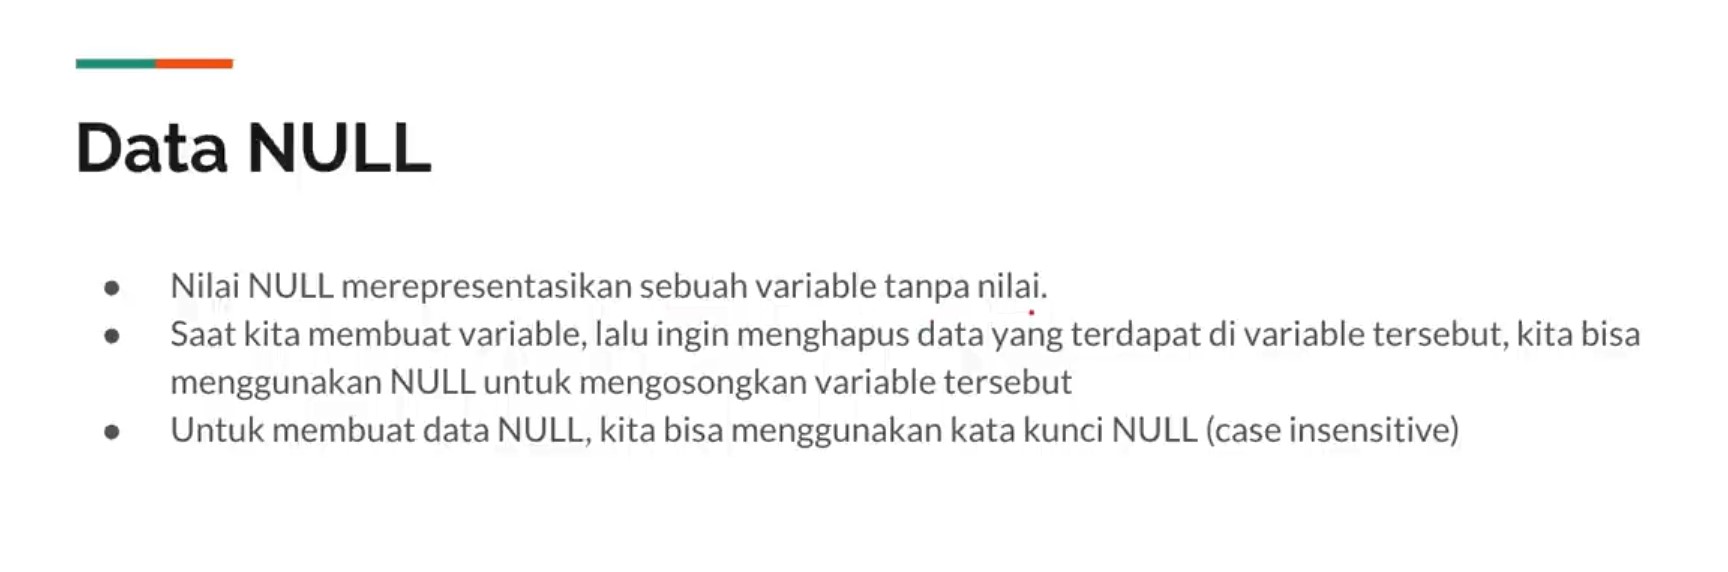 Data NULL
● Nilai NULL merepresentasikan sebuah variable tanpa nilai.
● Saat kita membuat variable, lalu ingin menghapus data yang terdapat di variable tersebut, kita bisa
menggunakan NULL untuk mengosongkan variable tersebut
● Untuk membuat data NULL, kita bisa menggunakan kata kunci NULL (case insensitive)